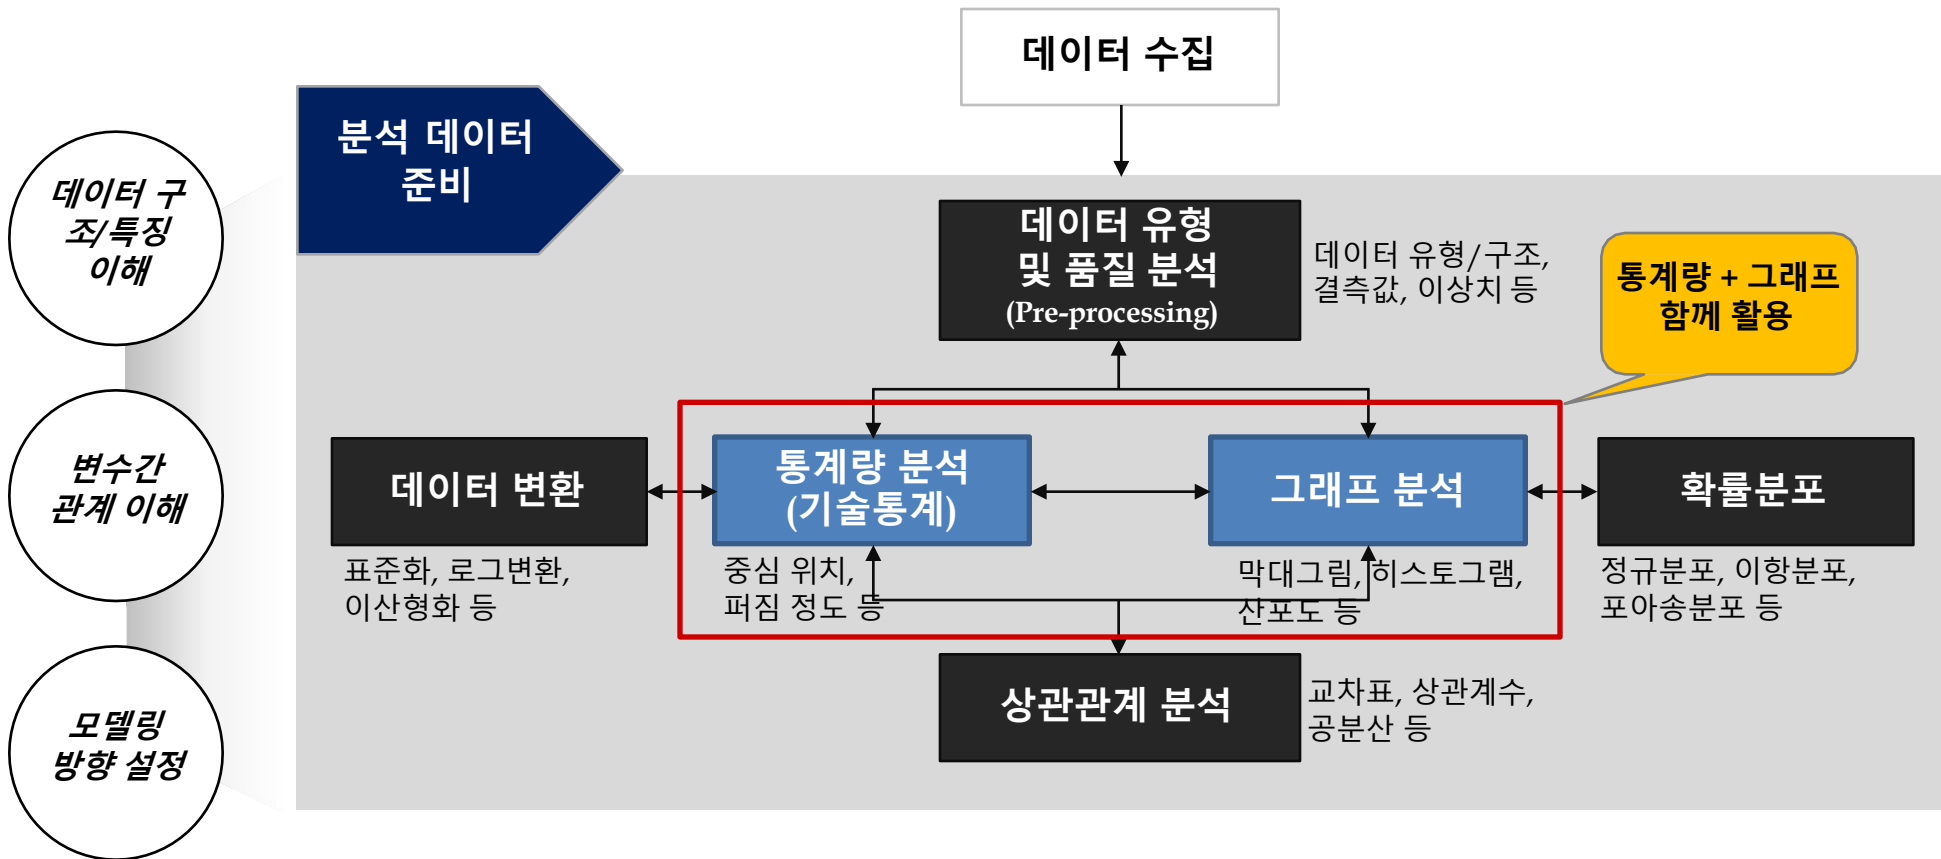 데이터 수집
분석 데이터
준비
데이터 구
조/특징
이해
변수간
관계 이해
모델링
방향 설정
데이터 유형
및 품질 분석
(Pre-processing)
데이터 유형/구조,
결측값, 이상치 등
통계량 + 그래프
함께 활용
데이터 변환
표준화, 로그변환,
이산형화 등
통계량 분석
(기술통계)
중심 위치,
퍼짐 정도 등
그래프 분석
막대그림, 히스토그램,
산포도 등
확률분포
정규분포, 이항분포,
포아송분포 등
상관관계 분석
교차표, 상관계수,
공분산 등